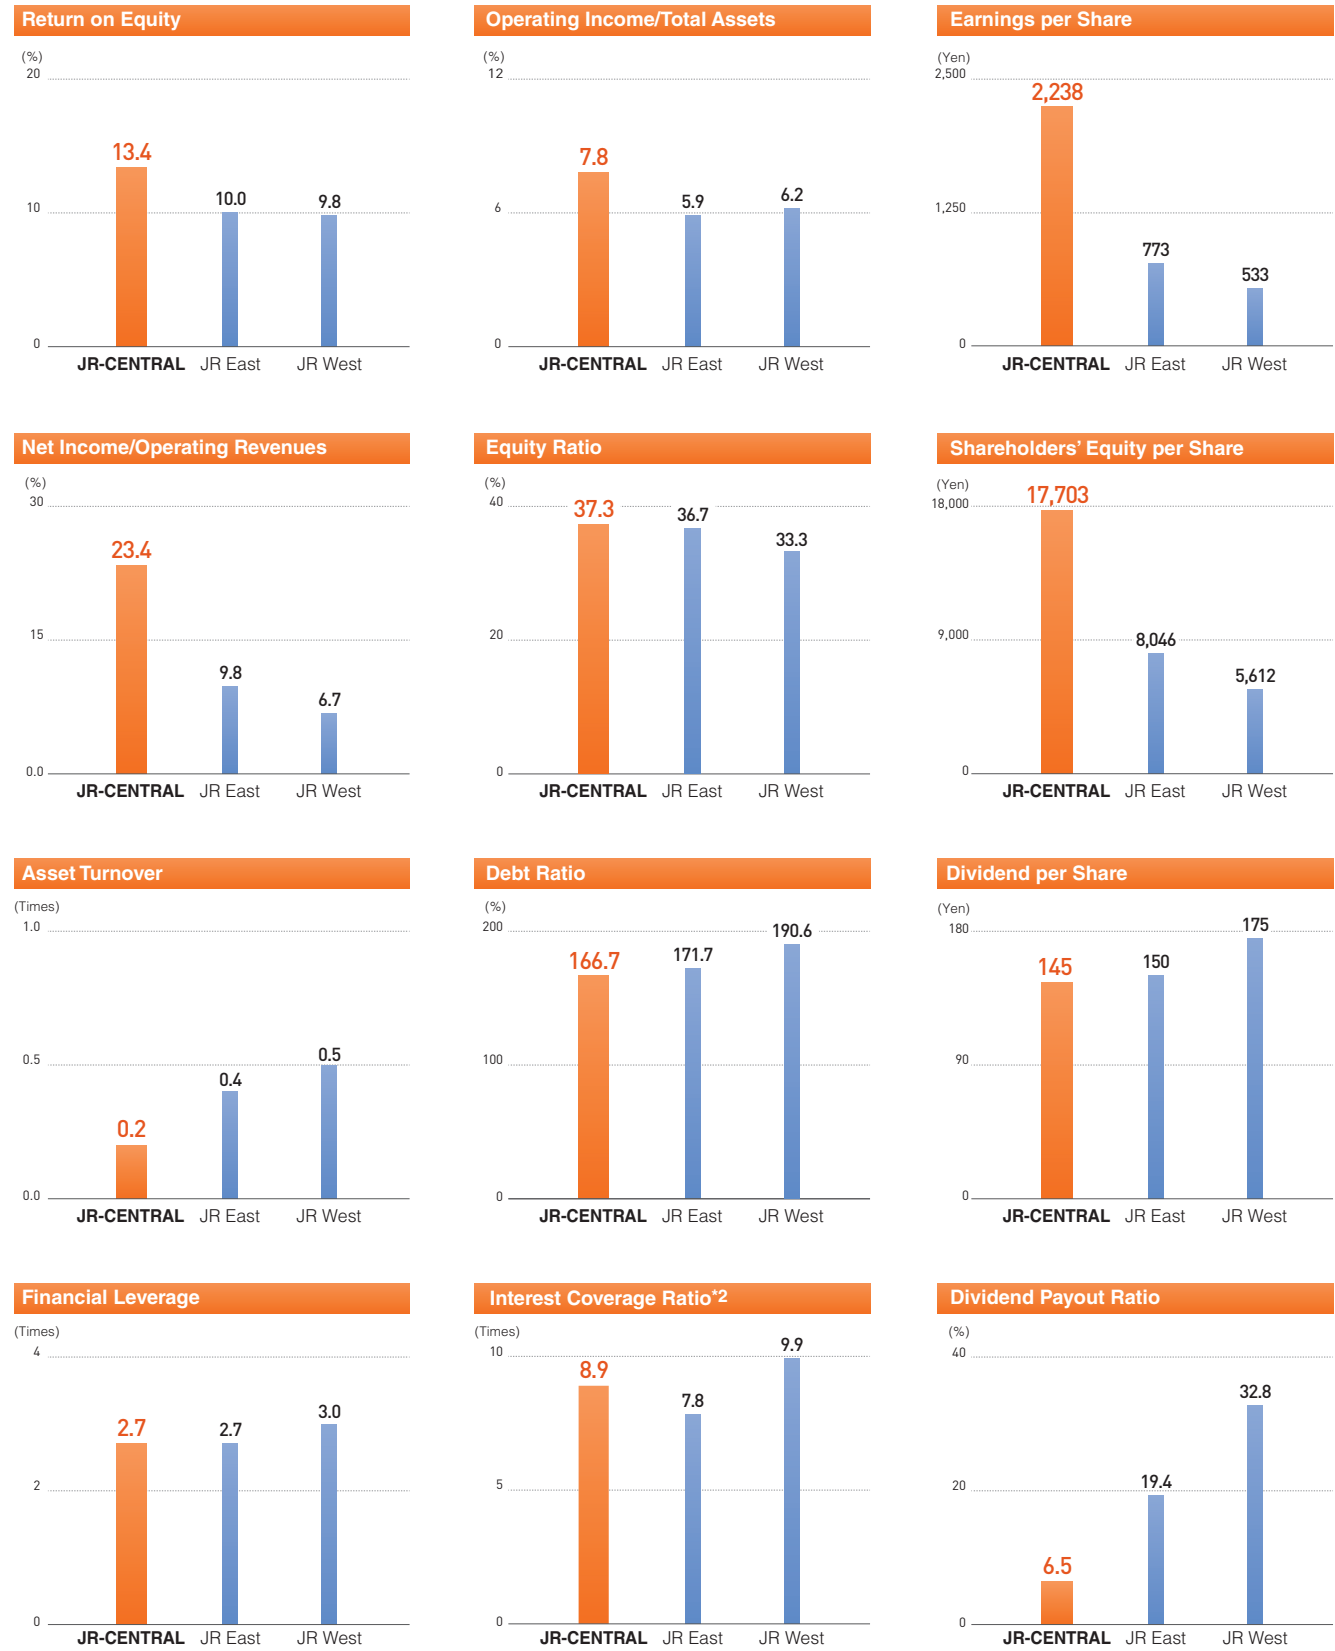 Return on Equity
(%)
20
13.4
10.0
9.8
10
0
JR-CENTRAL JR East JR West
Operating Income/Total Assets
(%)
12
7.8
5.9
6.2
6
0
JR-CENTRAL JR East JR West
Earnings per Share
(Yen)
2,500
2,238
1,250
773
533
0
JR-CENTRAL JR East JR West
Net Income/Operating Revenues
(%)
30
23.4
15
9.8
6.7
0.0
JR-CENTRAL JR East JR West
Equity Ratio
(%)
40
37.3
36.7
33.3
20
0
JR-CENTRAL JR East JR West
Shareholders' Equity per Share
(Yen)
18,000
17,703
9,000
8,046
5,612
0
JR-CENTRAL JR East JR West
Asset Turnover
(Times)
1.0
0.5
0.5
0.4
0.2
0.0
JR-CENTRAL JR East JR West
Debt Ratio
(%)
200
190.6
166.7
171.7
100
0
JR-CENTRAL JR East JR West
Dividend per Share
(Yen)
180
175
145
150
90
0
JR-CENTRAL JR East JR West
Financial Leverage
(Times)
4
2.7
2.7
3.0
2
0
JR-CENTRAL JR East JR West
Interest Coverage Ratio*2
(Times)
10
9.9
8.9
7.8
5
0
JR-CENTRAL JR East JR West
Dividend Payout Ratio
(%)
40
32.8
20
19.4
6.5
0
JR-CENTRAL JR East JR West